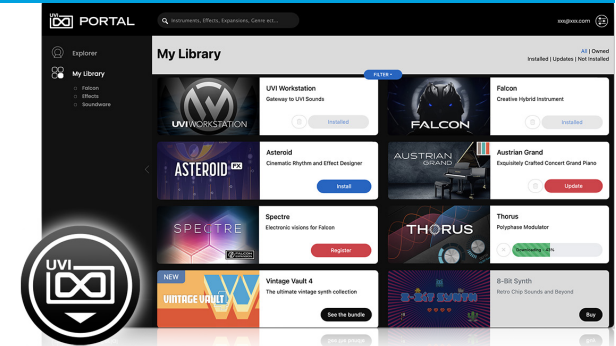 UVI PORTAL
Instruments, Effects, Expansions, Genre ect...
xxx@xxx.com
Explorer
My Library
Falcon
Effects
Soundware
My Library
All | Owned
Installed | Updates | Not Installed
FILTER
UVIWORKSTATION
UVI Workstation
Gateway to UVI Sounds
Installed
FALCON
Falcon
Creative Hybrid Instrument
Installed
ASTEROID FX
Asteroid
Cinematic Rhythm and Effect Designer
Install
AUSTRIAN
GRAND
Austrian Grand
Exquisitely Crafted Concert Grand Piano
Update
SPECTRE
FALCON
Spectre
Electronic visions for Falcon
Register
THORUS
Thorus
Polyphase Modulator
Downloading - 43%
NEW
VINTAGE VAULT
Vintage Vault 4
The ultimate vintage synth collection
See the bundle
8-BIT SYNTH
8-Bit Synth
Retro Chip Sounds and Beyond
Buy
UVI